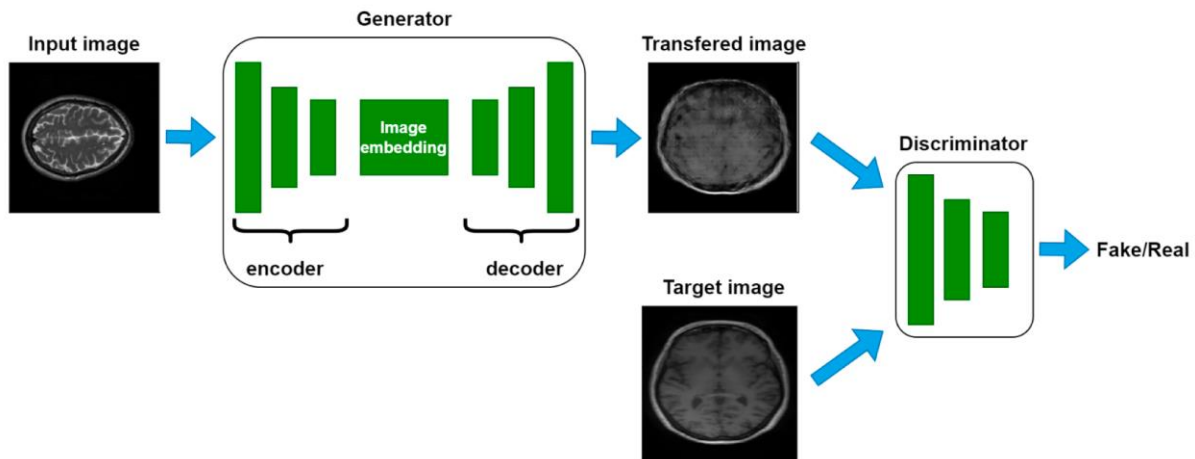 Generator
Input image
Transfered image
Image
embedding
Discriminator
encoder
decoder
Fake/Real
Target image